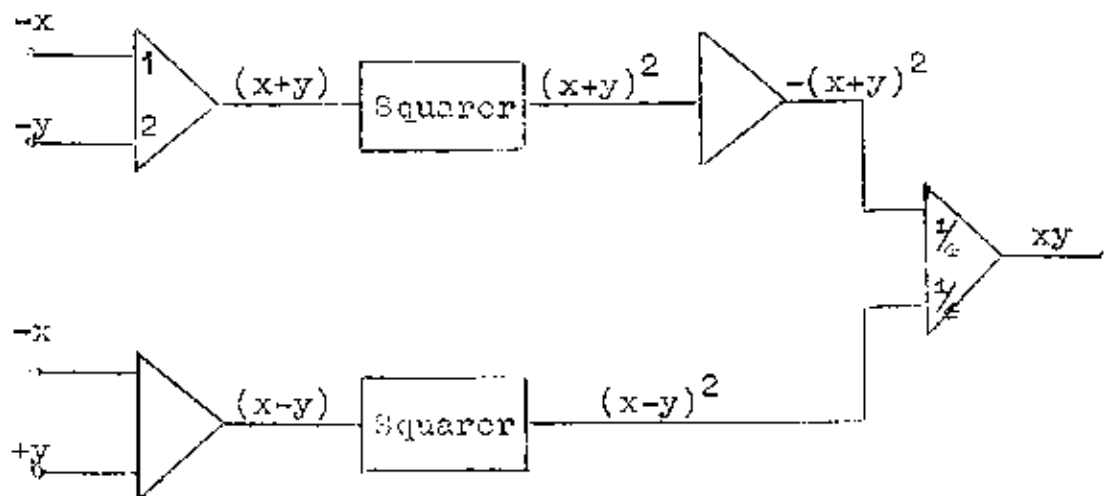 -x
1
-y
2
(x+y)
Squarer
(x+y)²
-(x+y)²
xy
-x
+y
(x-y)
Squarer
(x-y)²